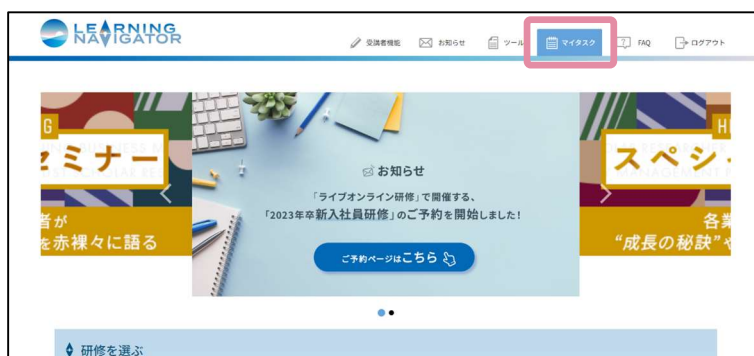 LEARNING
NAVIGATOR
受講者機能
お知らせ
ツール
マイタスク
FAQ
ログアウト
G
セミナー
者が
を赤裸々に語る
お知らせ
「ライブオンライン研修」で開催する、
「2023年卒新入社員研修」のご予約を開始しました!
ご予約ページはこちら
スペシ
各業
“成長の秘訣”や
研修を選ぶ